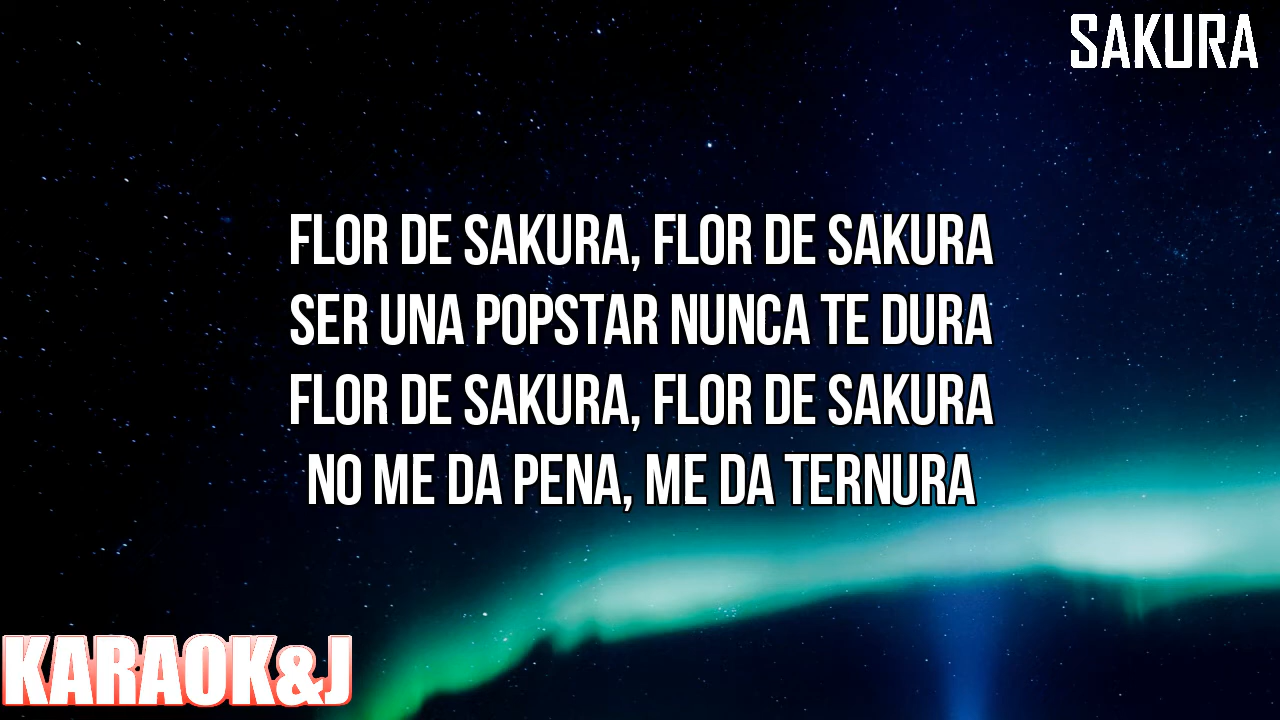 SAKURA
FLOR DE SAKURA, FLOR DE SAKURA
SER UNA POPSTAR NUNCA TE DURA
FLOR DE SAKURA, FLOR DE SAKURA
NO ME DA PENA, ME DA TERNURA
KARAOK&J